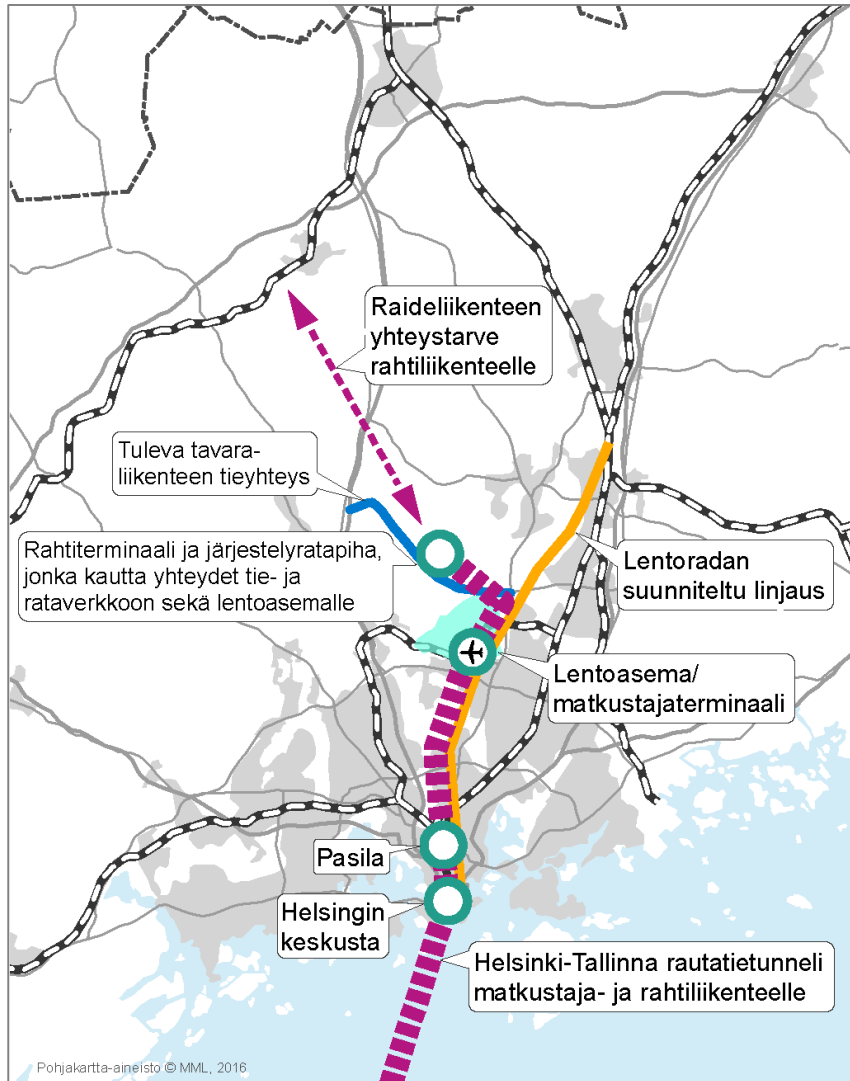 Raideliikenteen
yhteystarve
rahtiliikenteelle
Tuleva tavara-
liikenteen tieyhteys
Rahtiterminaali ja järjestelyratapiha,
jonka kautta yhteydet tie- ja
rataverkkoon sekä lentoasemalle
Lentoradan
suunniteltu linjaus
Lentoasema/
matkustajaterminaali
Pasila
Helsingin
keskusta
Helsinki-Tallinna rautatietunneli
matkustaja- ja rahtiliikenteelle
Pohjakartta-aineisto © MML, 2016